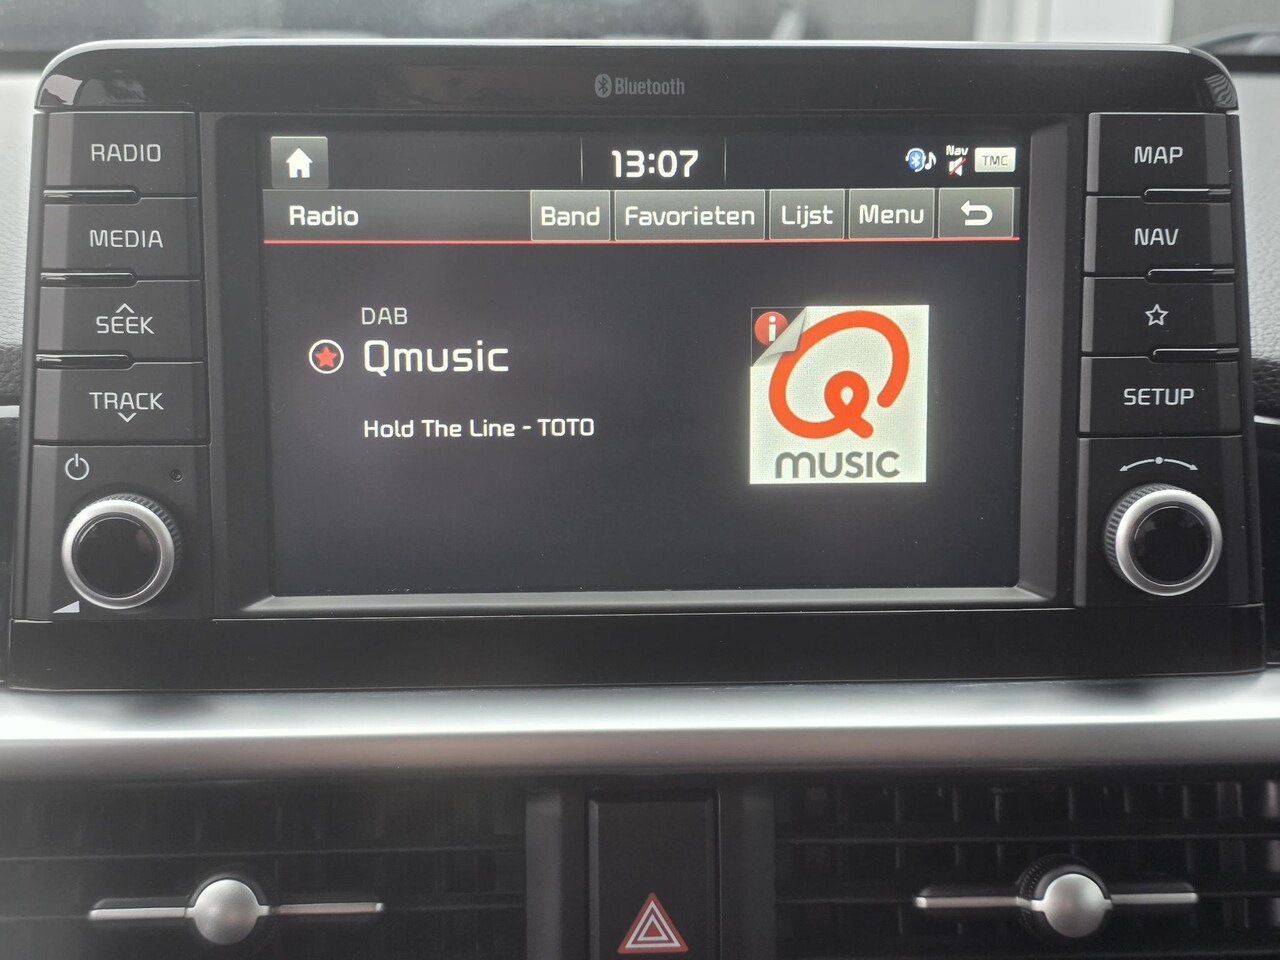 Bluetooth
RADIO
MEDIA
SEEK
TRACK
13:07
Nav
TMC
Radio
Band
Favorieten
Lijst
Menu
DAB
Qmusic
Hold The Line - TOTO
i
Q
MUSIC
MAP
NAV
SETUP